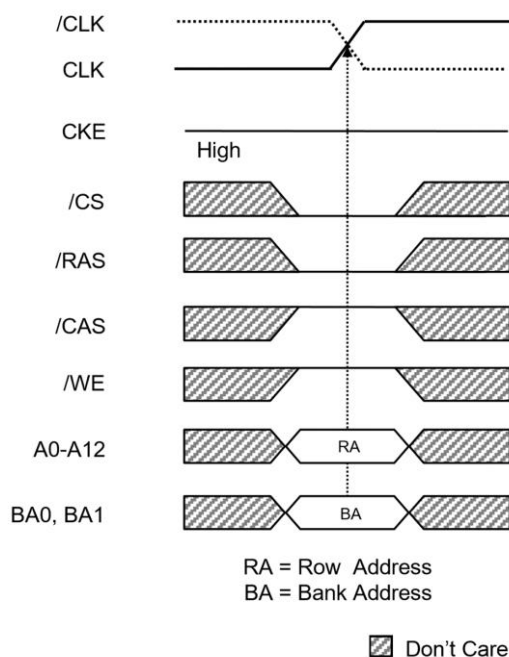 /CLK
CLK
CKE
High
/CS
/RAS
/CAS
/WE
A0-A12
RA
BA0, BA1
BA
RA = Row Address
BA = Bank Address
Don't Care